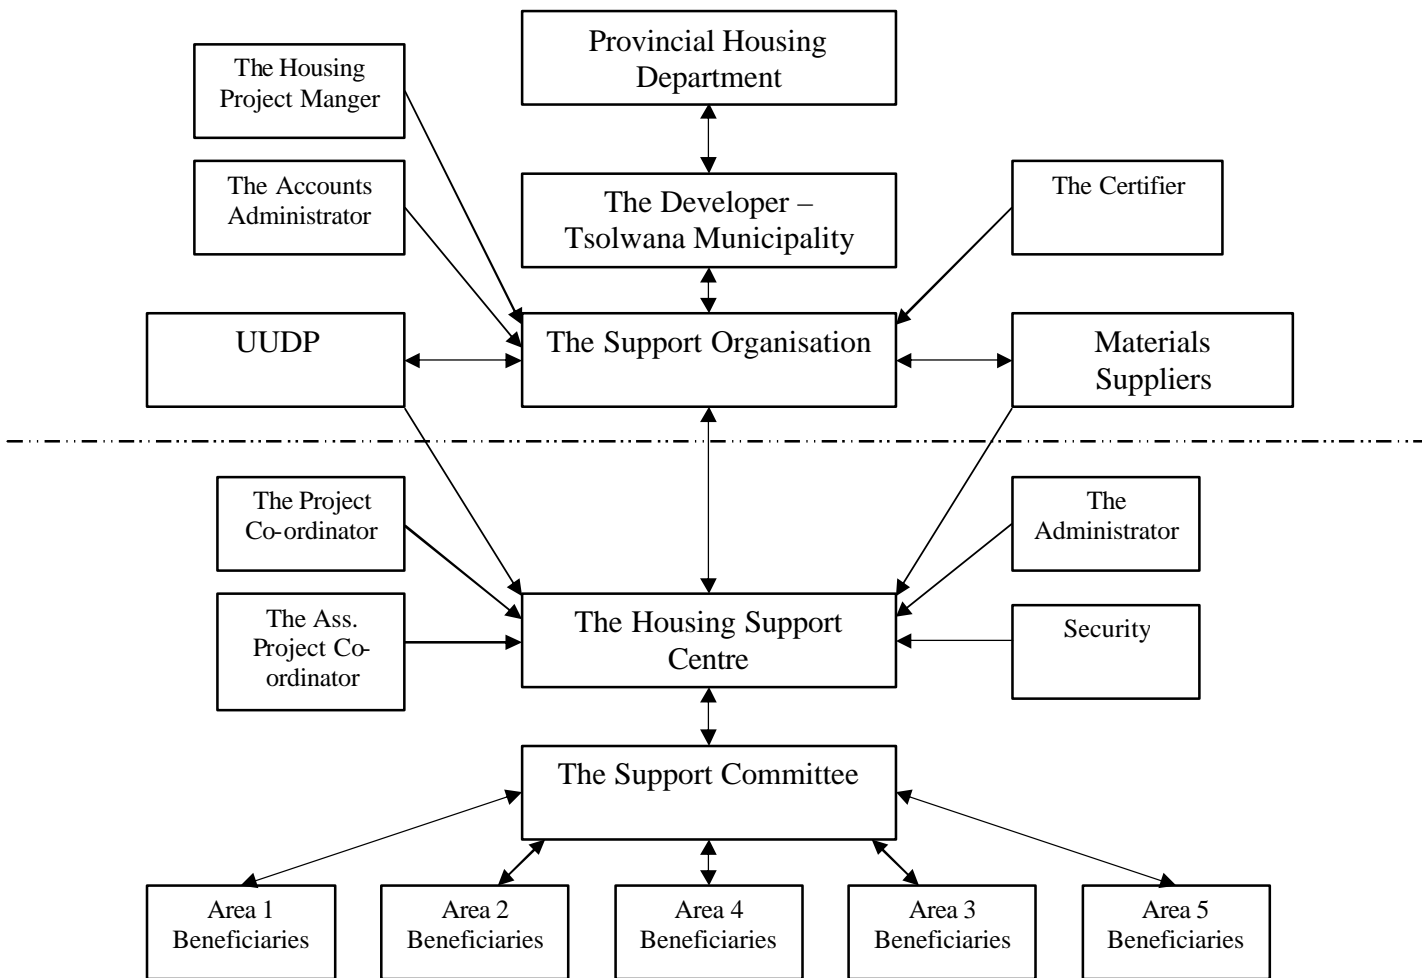 Provincial Housing
Department
The Housing
Project Manger
The Accounts
Administrator
The Developer –
Tsolwana Municipality
The Certifier
UUDP
The Support Organisation
Materials
Suppliers
The Project
Co-ordinator
The
Administrator
The Ass.
Project Co-
ordinator
The Housing Support
Centre
Security
The Support Committee
Area 1
Beneficiaries
Area 2
Beneficiaries
Area 4
Beneficiaries
Area 3
Beneficiaries
Area 5
Beneficiaries